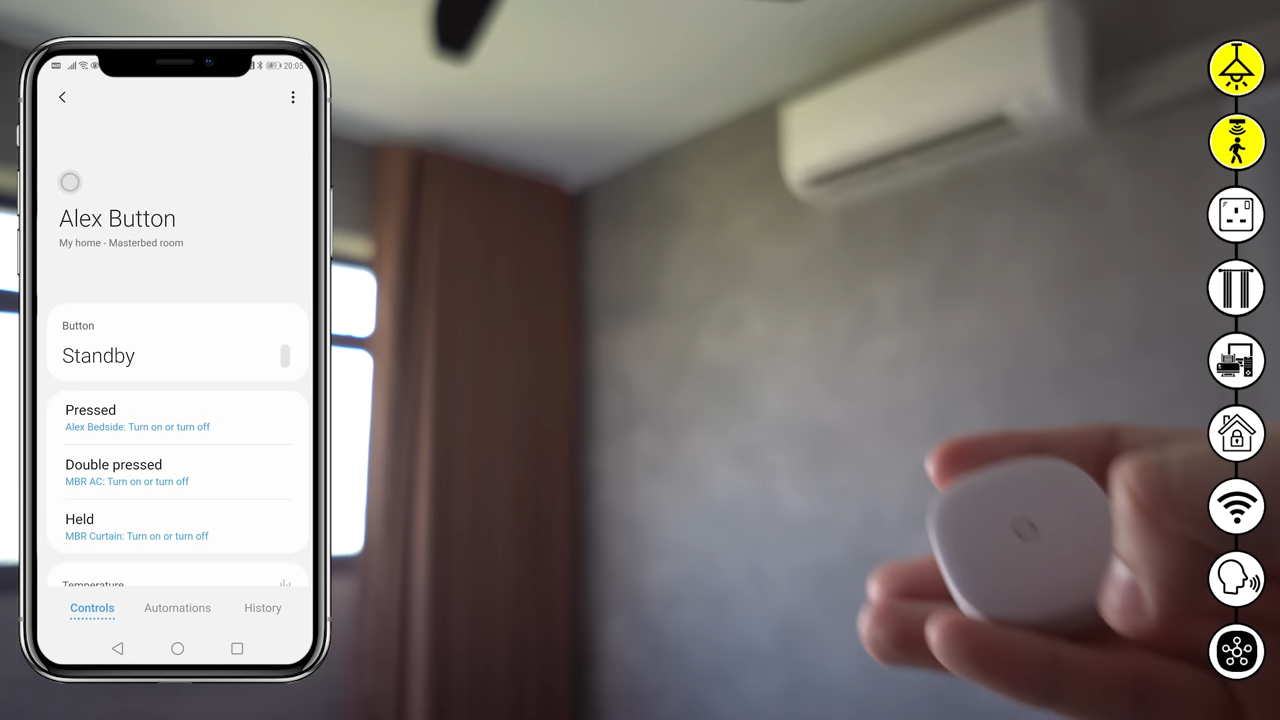 20:05
Alex Button
My home - Masterbed room
Button
Standby
Pressed
Alex Bedside: Turn on or turn off
Double pressed
MBR AC: Turn on or turn off
Held
MBR Curtain: Turn on or turn off
Temperature
Controls
Automations
History